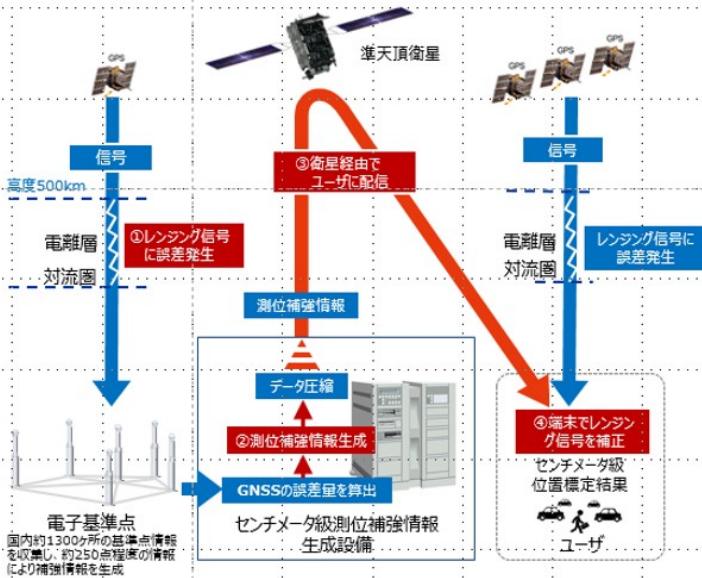 準天頂衛星
GPS
GPS
GPS
GPS
信号
③衛星経由で
ユーザに配信
信号
高度500km
電離層
対流圏
①レンジング信号
に誤差発生
電離層
対流圏
レンジング信号に
誤差発生
測位補強情報
データ圧縮
②測位補強情報生成
GNSSの誤差量を算出
④端末でレンジン
グ信号を補正
センチメータ級
位置標定結果
ユーザ
電子基準点
国内約1300ヶ所の基準点情報
を収集し、約250点程度の情報
により補強情報を生成
センチメータ級測位補強情報
生成設備